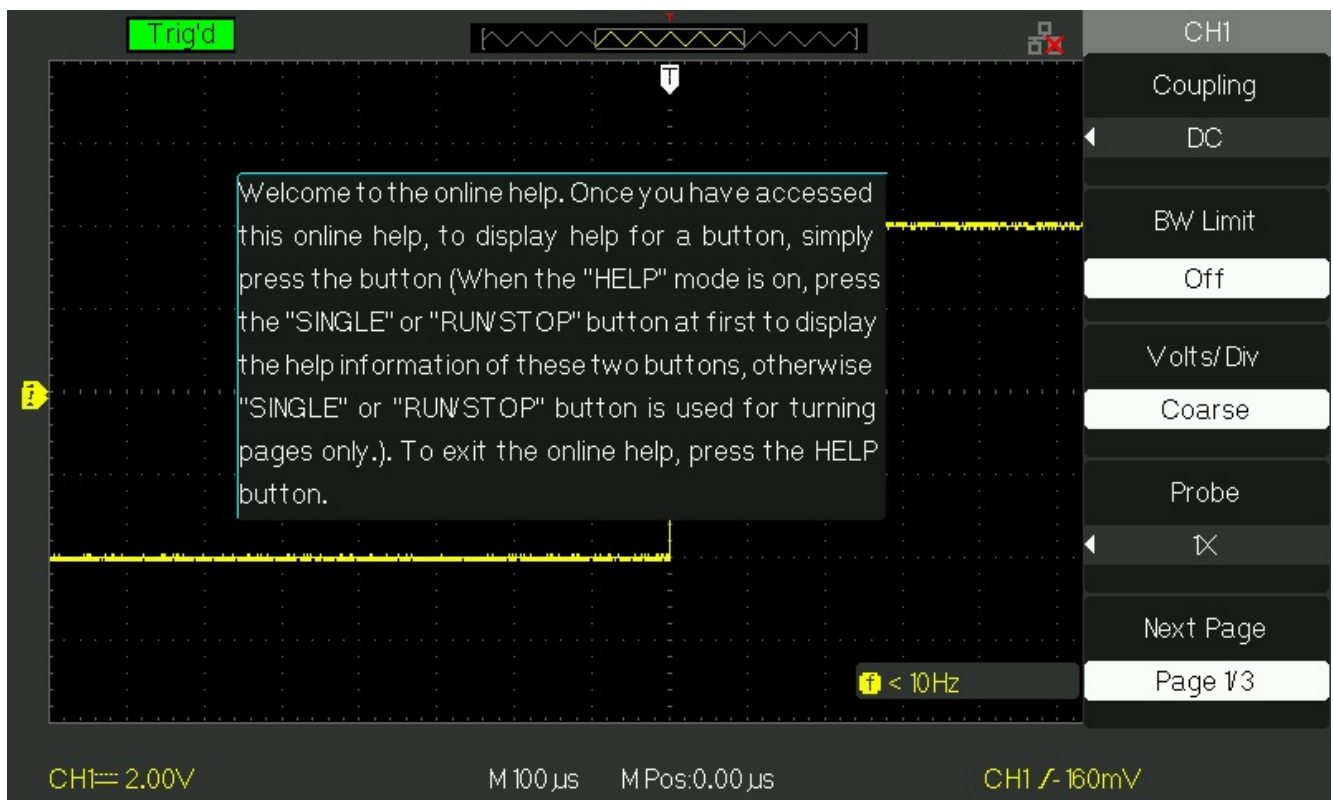 Trig'd
T
CH1
T
Coupling
DC
Welcome to the online help. Once you have accessed
this online help, to display help for a button, simply
press the button (When the "HELP" mode is on, press
the "SINGLE" or "RUN/STOP" button at first to display
the help information of these two buttons, otherwise
"SINGLE" or "RUN/STOP" button is used for turning
pages only.). To exit the online help, press the HELP
button.
BW Limit
Off
Volts/Div
Coarse
1
Probe
1X
Next Page
Page 1/3
f < 10Hz
CH1 2.00V
M 100µs
M Pos:0.00µs
CH1 -160mV